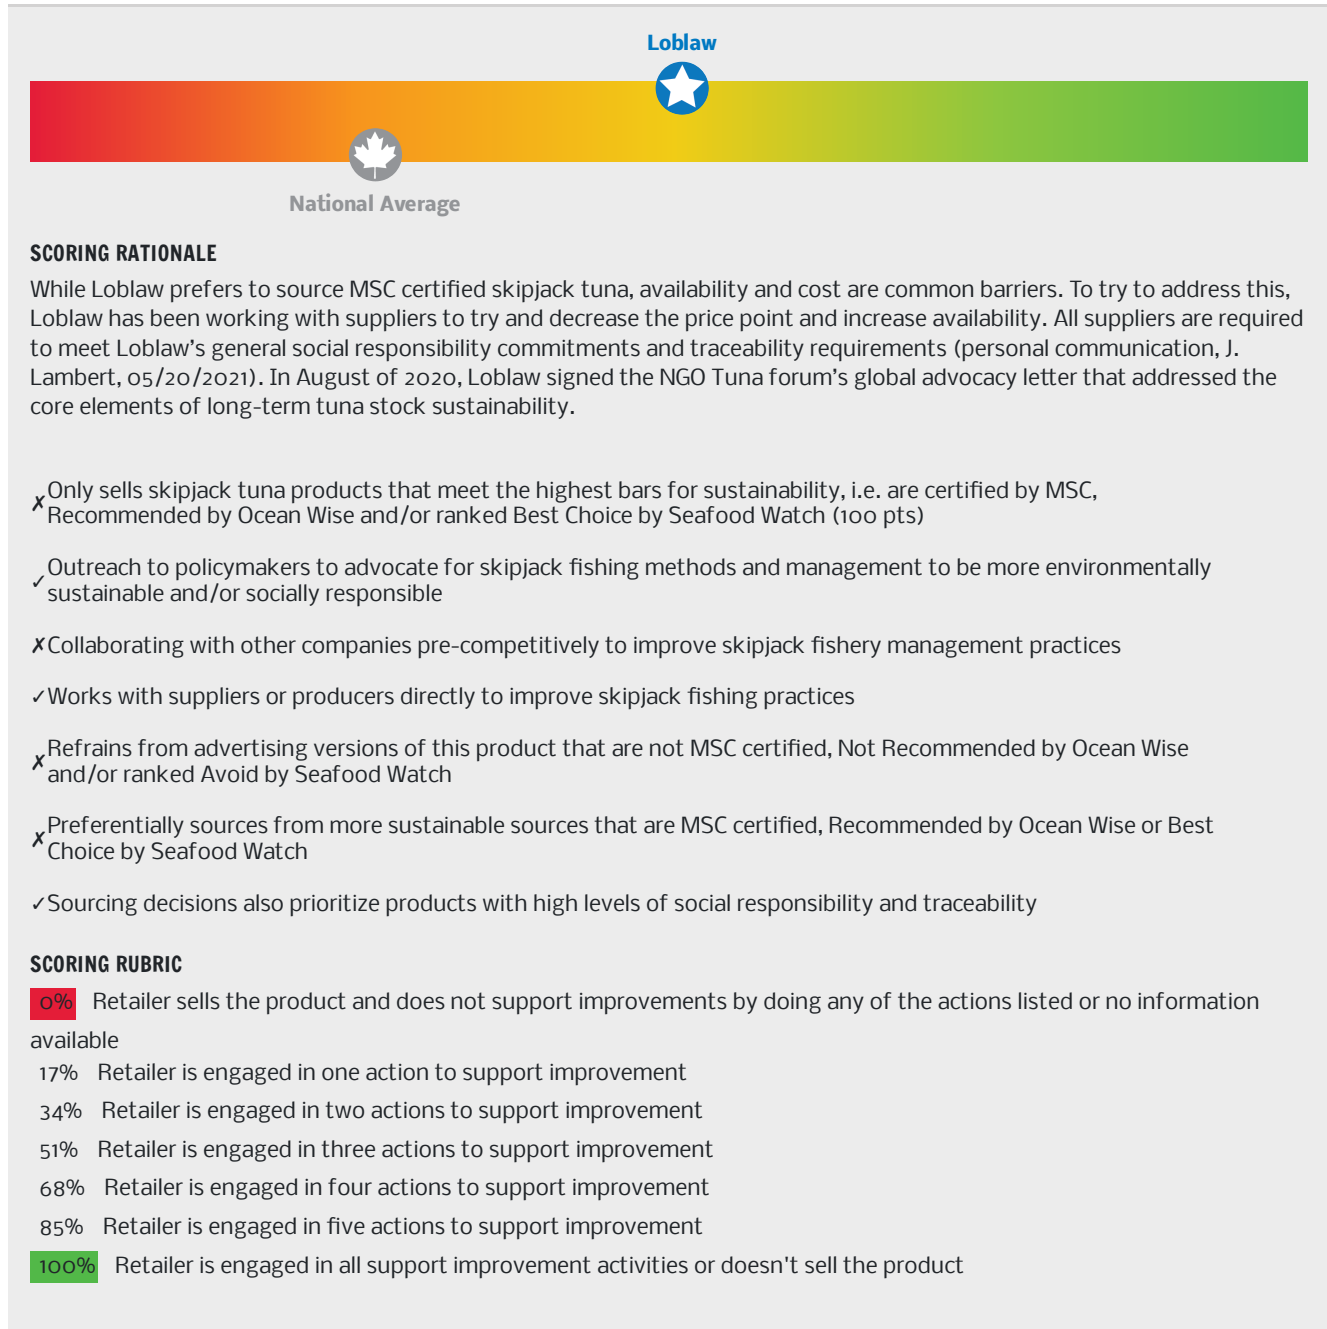 Loblaw
National Average
SCORING RATIONALE
While Loblaw prefers to source MSC certified skipjack tuna, availability and cost are common barriers. To try to address this,
Loblaw has been working with suppliers to try and decrease the price point and increase availability. All suppliers are required
to meet Loblaw's general social responsibility commitments and traceability requirements (personal communication, J.
Lambert, 05/20/2021). In August of 2020, Loblaw signed the NGO Tuna forum's global advocacy letter that addressed the
core elements of long-term tuna stock sustainability.
✗ Only sells skipjack tuna products that meet the highest bars for sustainability, i.e. are certified by MSC,
Recommended by Ocean Wise and/or ranked Best Choice by Seafood Watch (100 pts)
✓ Outreach to policymakers to advocate for skipjack fishing methods and management to be more environmentally
sustainable and/or socially responsible
✗ Collaborating with other companies pre-competitively to improve skipjack fishery management practices
✓ Works with suppliers or producers directly to improve skipjack fishing practices
✗ Refrains from advertising versions of this product that are not MSC certified, Not Recommended by Ocean Wise
and/or ranked Avoid by Seafood Watch
✗ Preferentially sources from more sustainable sources that are MSC certified, Recommended by Ocean Wise or Best
Choice by Seafood Watch
✓ Sourcing decisions also prioritize products with high levels of social responsibility and traceability
SCORING RUBRIC
0% Retailer sells the product and does not support improvements by doing any of the actions listed or no information
available
17% Retailer is engaged in one action to support improvement
34% Retailer is engaged in two actions to support improvement
51% Retailer is engaged in three actions to support improvement
68% Retailer is engaged in four actions to support improvement
85% Retailer is engaged in five actions to support improvement
100% Retailer is engaged in all support improvement activities or doesn't sell the product